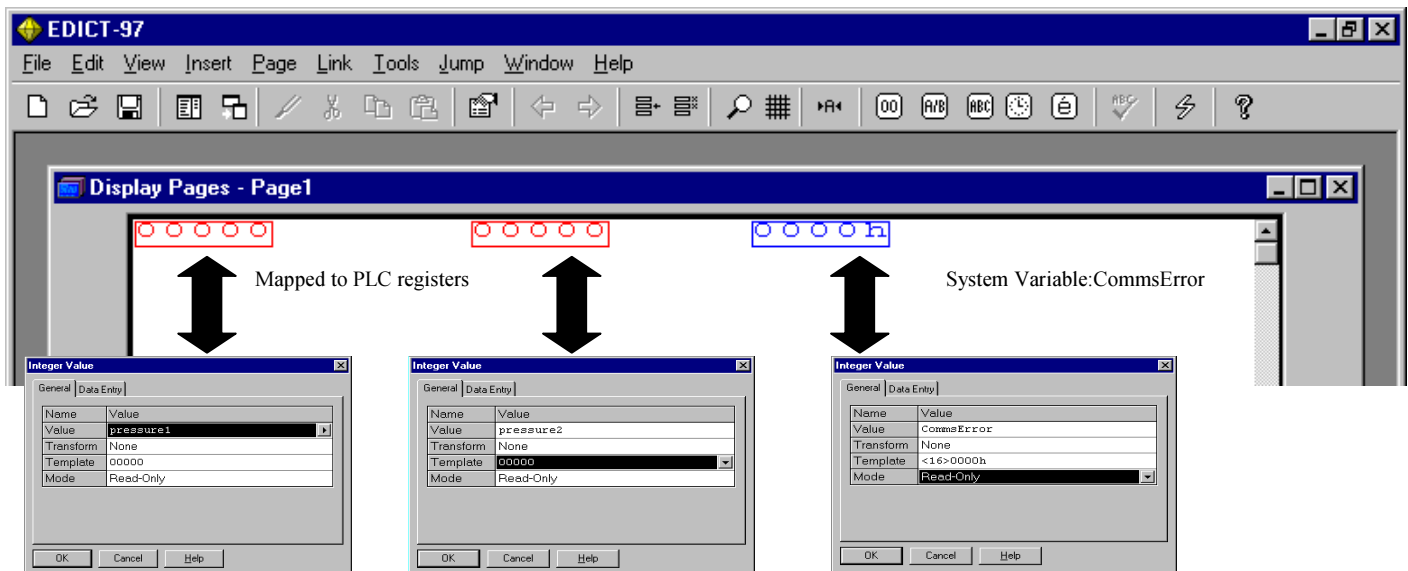 EDICT-97
File Edit View Insert Page Link Tools Jump Window Help
00 A/B ABC ABC
Display Pages - Page1
00000 00000 0000h
Mapped to PLC registers System Variable:CommsError
Integer Value
General Data Entry
Name Value
Value pressure1
Transform None
Template 00000
Mode Read-Only
OK Cancel Help
Integer Value
General Data Entry
Name Value
Value pressure2
Transform None
Template 00000
Mode Read-Only
OK Cancel Help
Integer Value
General Data Entry
Name Value
Value CommsError
Transform None
Template <16>0000h
Mode Read-Only
OK Cancel Help